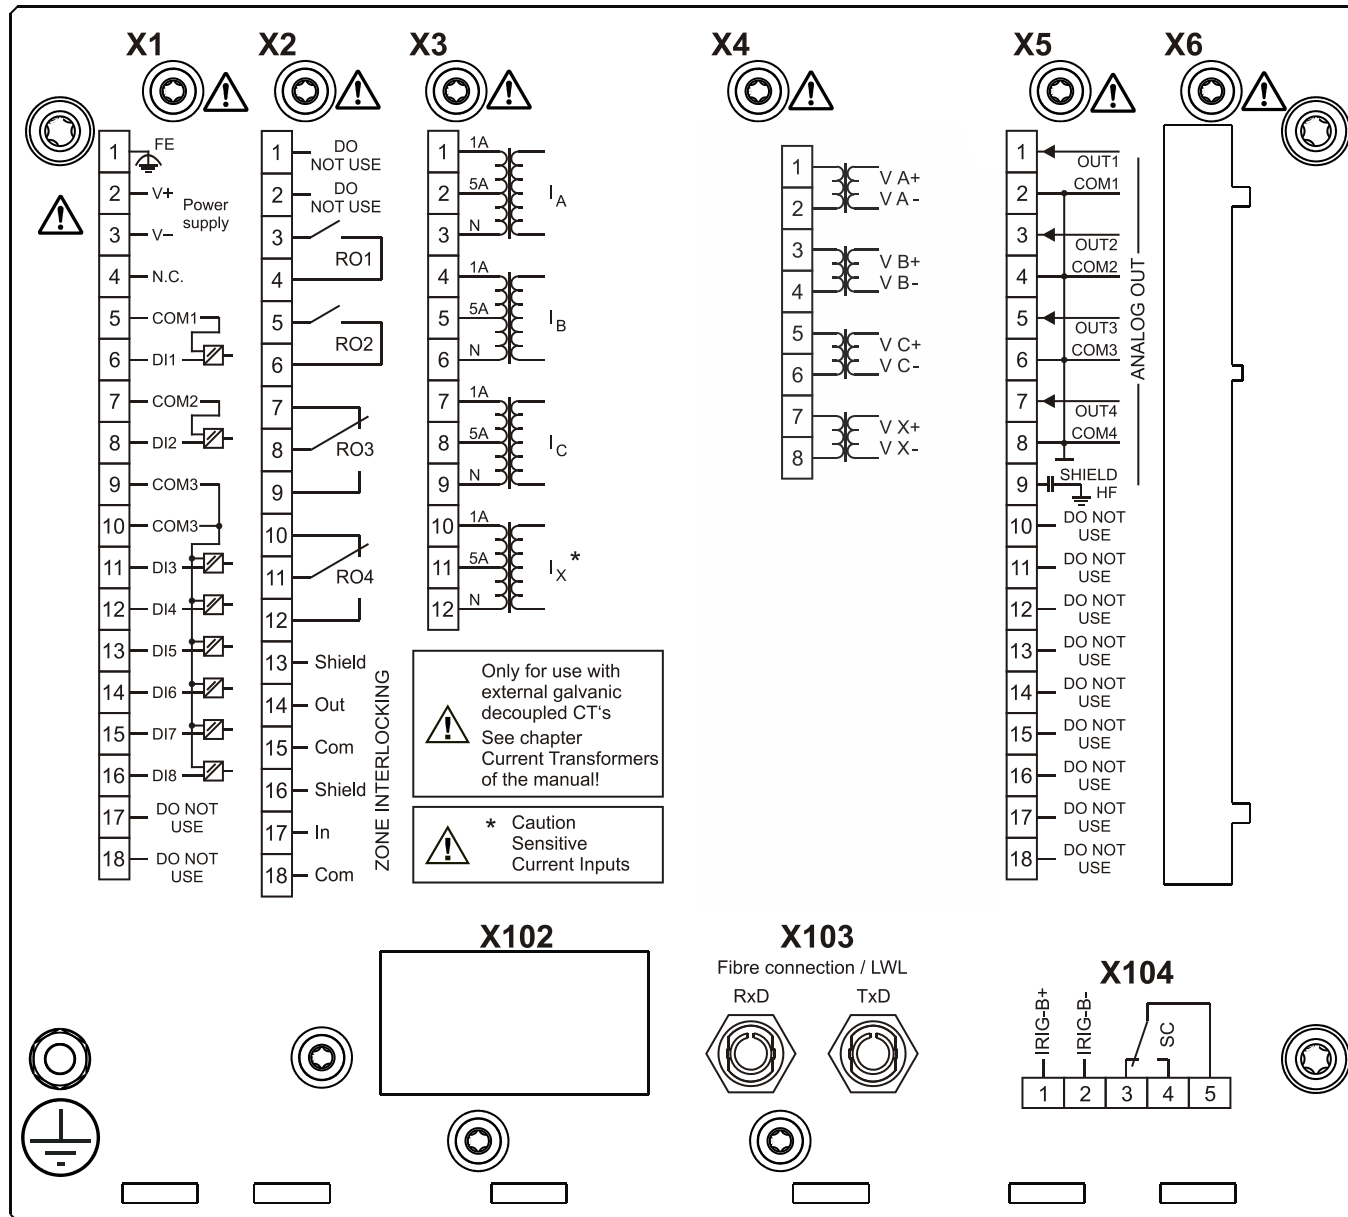 X1
X2
X3
X4
X5
X6
1 FE
2 V+
Power
supply
3 V–
4 N.C.
5 COM1
6 DI1
7 COM2
8 DI2
9 COM3
10 COM3
11 DI3
12 DI4
13 DI5
14 DI6
15 DI7
16 DI8
17 DO NOT
USE
18 DO NOT
USE
1 DO
NOT USE
2 DO
NOT USE
3
RO1
4
5
RO2
6
7
8 RO3
9
10
11 RO4
12
13 Shield
14 Out
15 Com
16 Shield
17 In
18 Com
ZONE INTERLOCKING
1 1A
2 5A IA
3 N
4 1A
5 5A IB
6 N
7 1A
8 5A IC
9 N
10 1A
11 5A IX *
12 N
Only for use with
external galvanic
decoupled CT‘s
See chapter
Current Transformers
of the manual!
* Caution
Sensitive
Current Inputs
1 V A+
2 V A-
3 V B+
4 V B-
5 V C+
6 V C-
7 V X+
8 V X-
1 OUT1
2 COM1
3 OUT2
4 COM2
5 OUT3
6 COM3
7 OUT4
8 COM4
ANALOG OUT
9 SHIELD
HF
10 DO NOT
USE
11 DO NOT
USE
12 DO NOT
USE
13 DO NOT
USE
14 DO NOT
USE
15 DO NOT
USE
16 DO NOT
USE
17 DO NOT
USE
18 DO NOT
USE
X102
X103
Fibre connection / LWL
RxD TxD
X104
IRIG-B+
IRIG-B-
SC
1 2 3 4 5